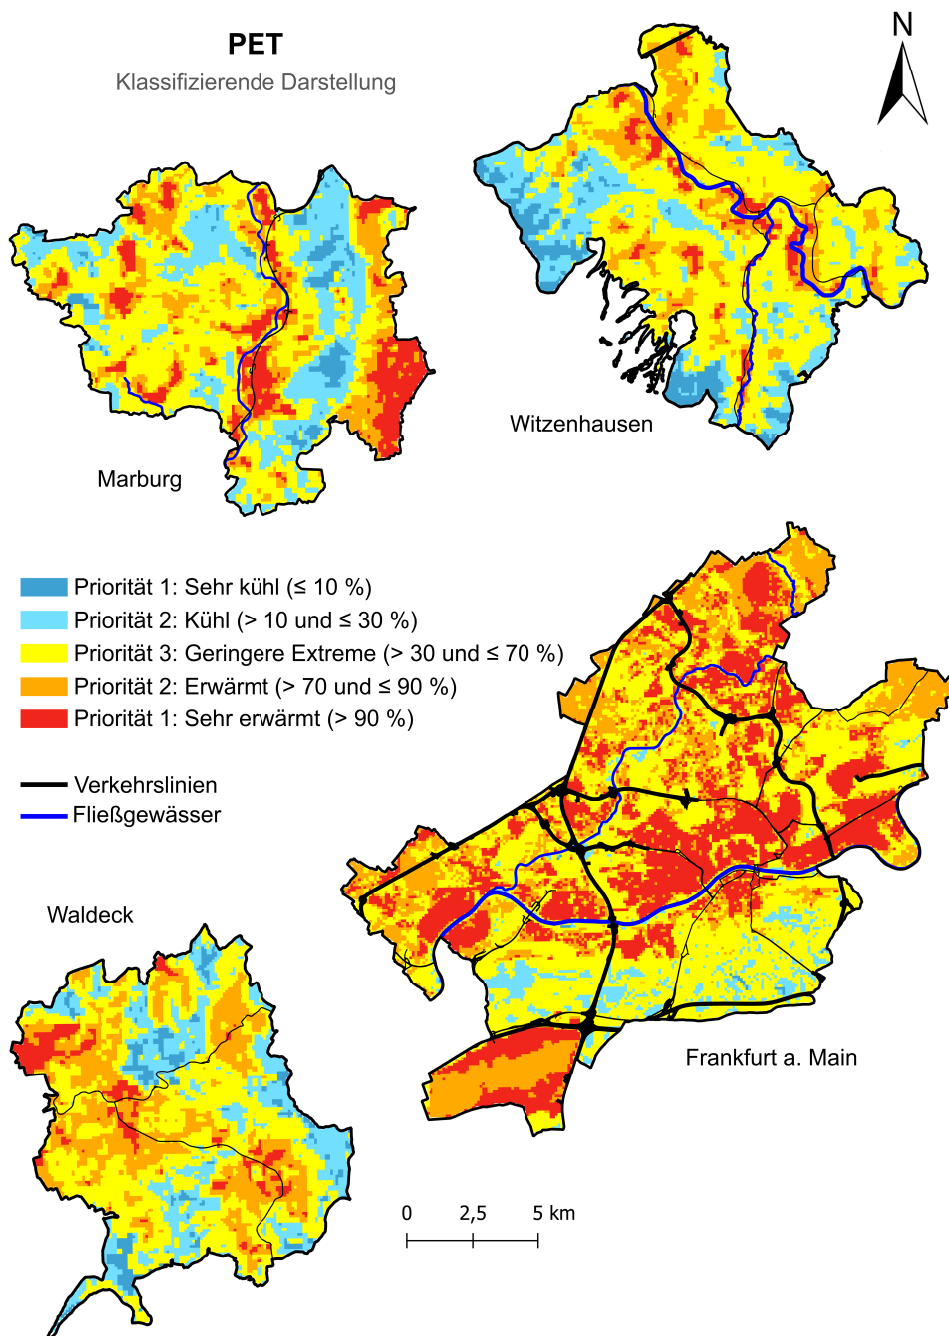 PET
Klassifizierende Darstellung
N
Marburg
Witzenhausen
Priorität 1: Sehr kühl (≤ 10 %)
Priorität 2: Kühl (> 10 und ≤ 30 %)
Priorität 3: Geringere Extreme (> 30 und ≤ 70 %)
Priorität 2: Erwärmt (> 70 und ≤ 90 %)
Priorität 1: Sehr erwärmt (> 90 %)
Verkehrslinien
Fließgewässer
Waldeck
Frankfurt a. Main
0 2,5 5 km